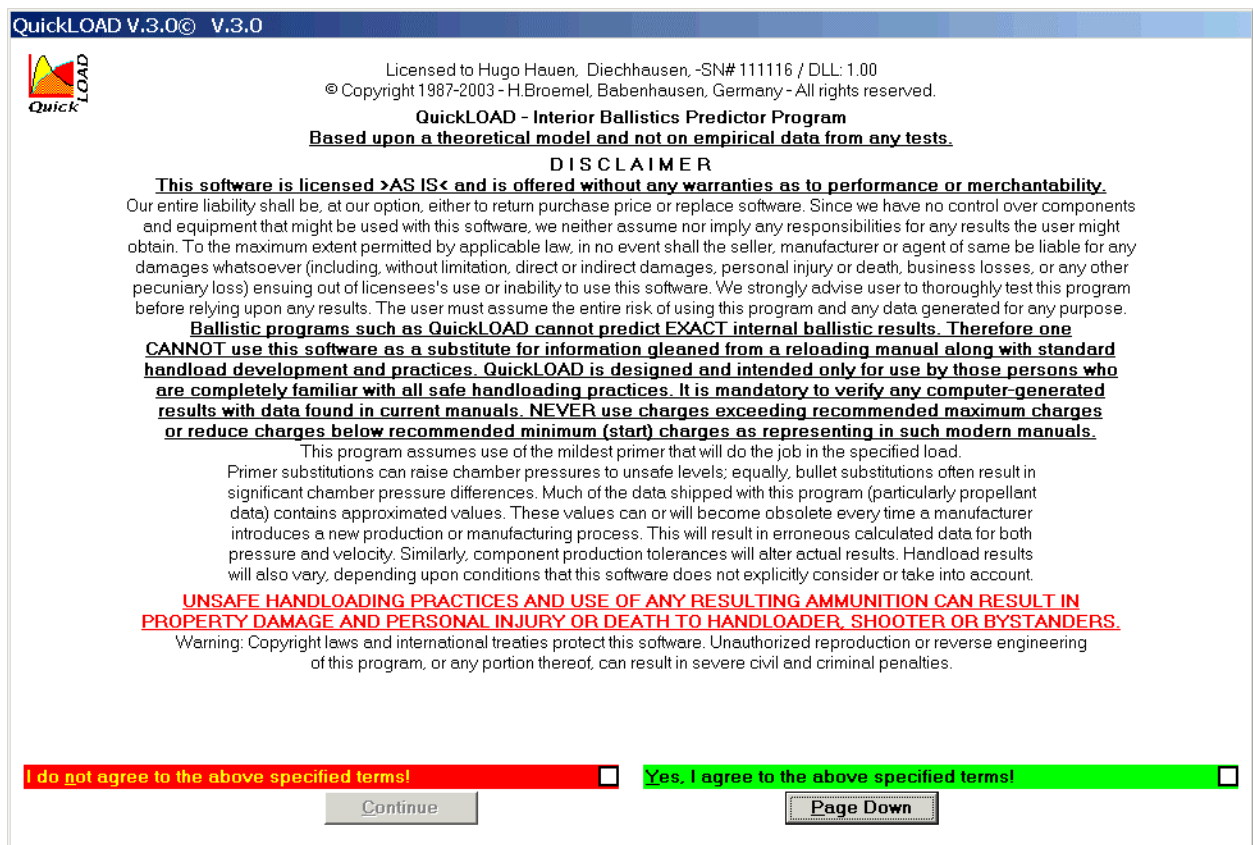 QuickLOAD V.3.0© V.3.0
Quick LOAD
Licensed to Hugo Hauen, Diechhausen, -SN# 111116 / DLL: 1.00
© Copyright 1987-2003 - H.Broemel, Babenhausen, Germany - All rights reserved.
QuickLOAD - Interior Ballistics Predictor Program
Based upon a theoretical model and not on empirical data from any tests.
D I S C L A I M E R
This software is licensed >AS IS< and is offered without any warranties as to performance or merchantability.
Our entire liability shall be, at our option, either to return purchase price or replace software. Since we have no control over components
and equipment that might be used with this software, we neither assume nor imply any responsibilities for any results the user might
obtain. To the maximum extent permitted by applicable law, in no event shall the seller, manufacturer or agent of same be liable for any
damages whatsoever (including, without limitation, direct or indirect damages, personal injury or death, business losses, or any other
pecuniary loss) ensuing out of licensees's use or inability to use this software. We strongly advise user to thoroughly test this program
before relying upon any results. The user must assume the entire risk of using this program and any data generated for any purpose.
Ballistic programs such as QuickLOAD cannot predict EXACT internal ballistic results. Therefore one
CANNOT use this software as a substitute for information gleaned from a reloading manual along with standard
handload development and practices. QuickLOAD is designed and intended only for use by those persons who
are completely familiar with all safe handloading practices. It is mandatory to verify any computer-generated
results with data found in current manuals. NEVER use charges exceeding recommended maximum charges
or reduce charges below recommended minimum (start) charges as representing in such modern manuals.
This program assumes use of the mildest primer that will do the job in the specified load.
Primer substitutions can raise chamber pressures to unsafe levels; equally, bullet substitutions often result in
significant chamber pressure differences. Much of the data shipped with this program (particularly propellant
data) contains approximated values. These values can or will become obsolete every time a manufacturer
introduces a new production or manufacturing process. This will result in erroneous calculated data for both
pressure and velocity. Similarly, component production tolerances will alter actual results. Handload results
will also vary, depending upon conditions that this software does not explicitly consider or take into account.
UNSAFE HANDLOADING PRACTICES AND USE OF ANY RESULTING AMMUNITION CAN RESULT IN
PROPERTY DAMAGE AND PERSONAL INJURY OR DEATH TO HANDLOADER, SHOOTER OR BYSTANDERS.
Warning: Copyright laws and international treaties protect this software. Unauthorized reproduction or reverse engineering
of this program, or any portion thereof, can result in severe civil and criminal penalties.
I do not agree to the above specified terms!
Yes, I agree to the above specified terms!
Continue
Page Down